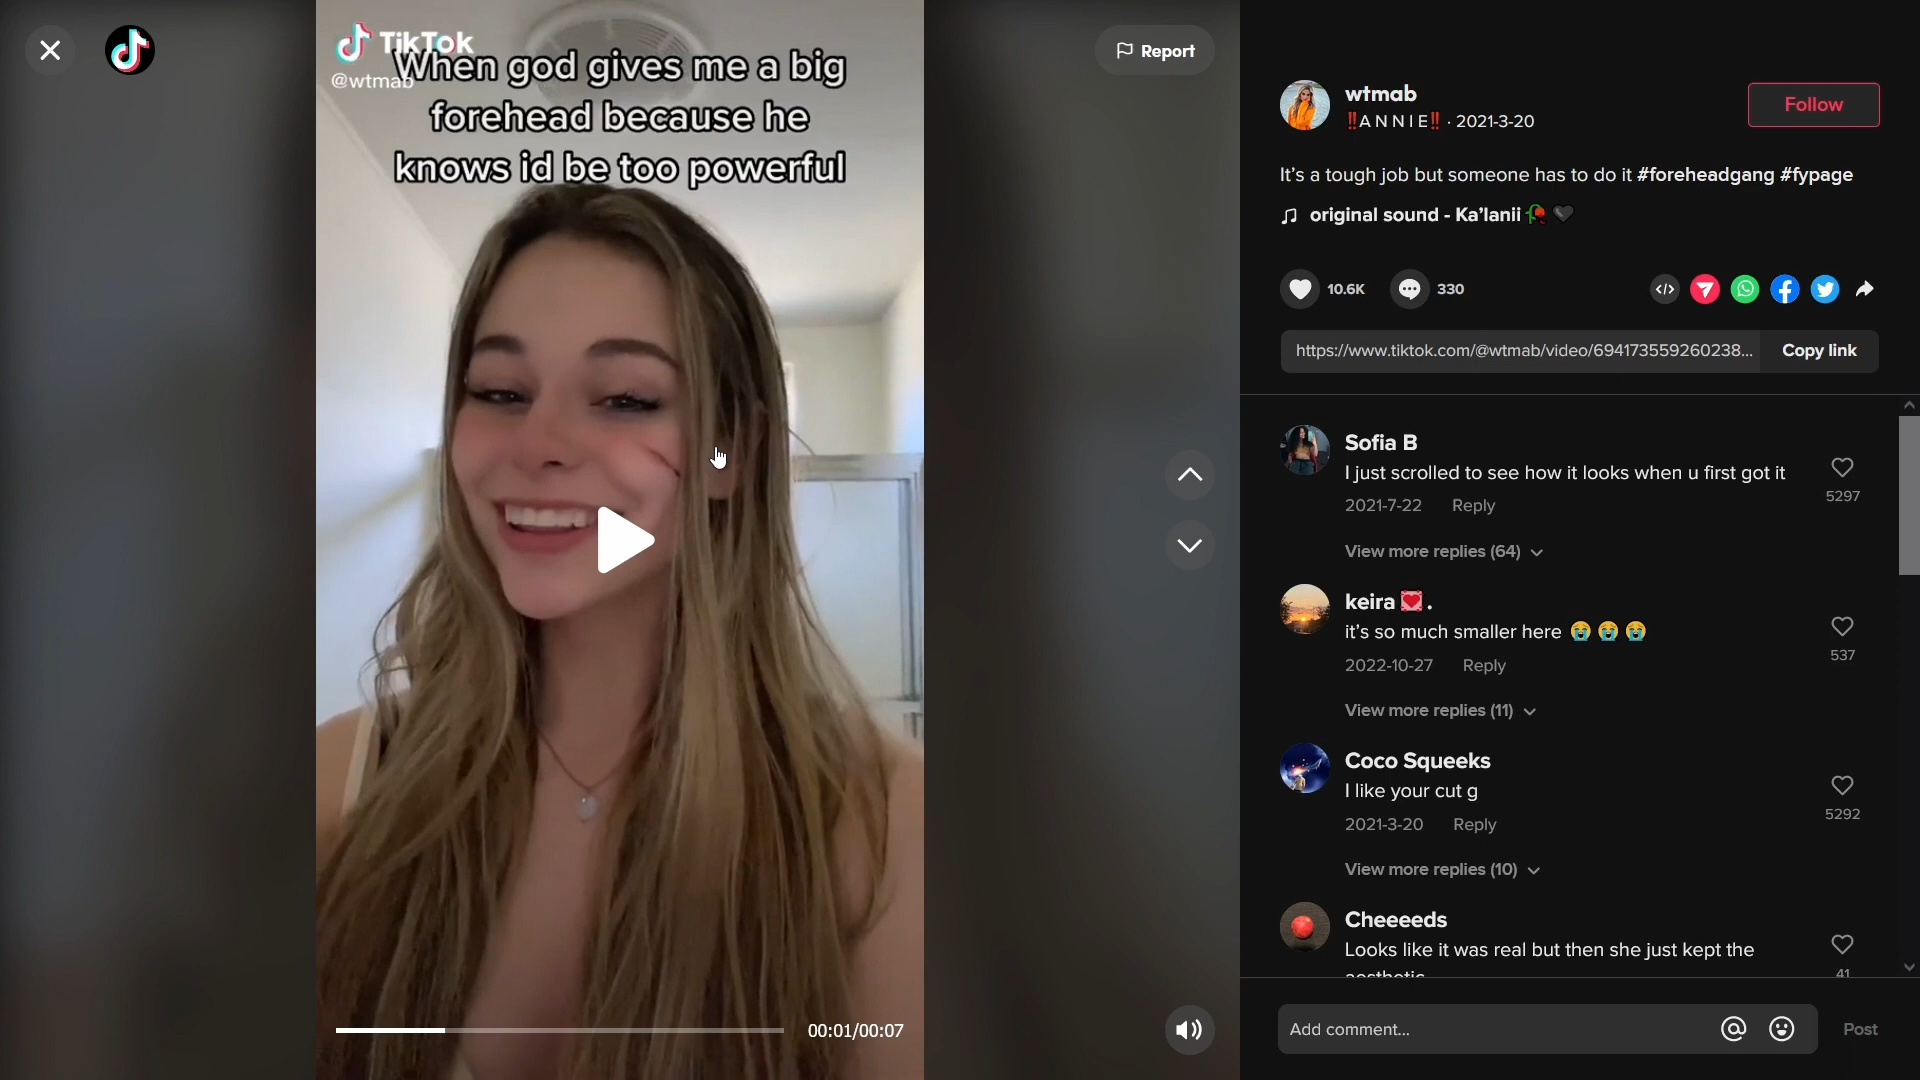 TikTok
@wtmab
When god gives me a big
forehead because he
knows id be too powerful
00:01/00:07
Report
wtmab
‼️A N N I E‼️ · 2021-3-20
Follow
It's a tough job but someone has to do it #foreheadgang #fypage
original sound - Ka'lanii🥀🖤
10.6K
330
https://www.tiktok.com/@wtmab/video/694173559260238...
Copy link
Sofia B
I just scrolled to see how it looks when u first got it
5297
2021-7-22 Reply
View more replies (64)
keira 💟 .
it's so much smaller here 😭 😭 😭
537
2022-10-27 Reply
View more replies (11)
Coco Squeeks
I like your cut g
5292
2021-3-20 Reply
View more replies (10)
Cheeeeds
Looks like it was real but then she just kept the
aesthetic
41
Add comment...
Post